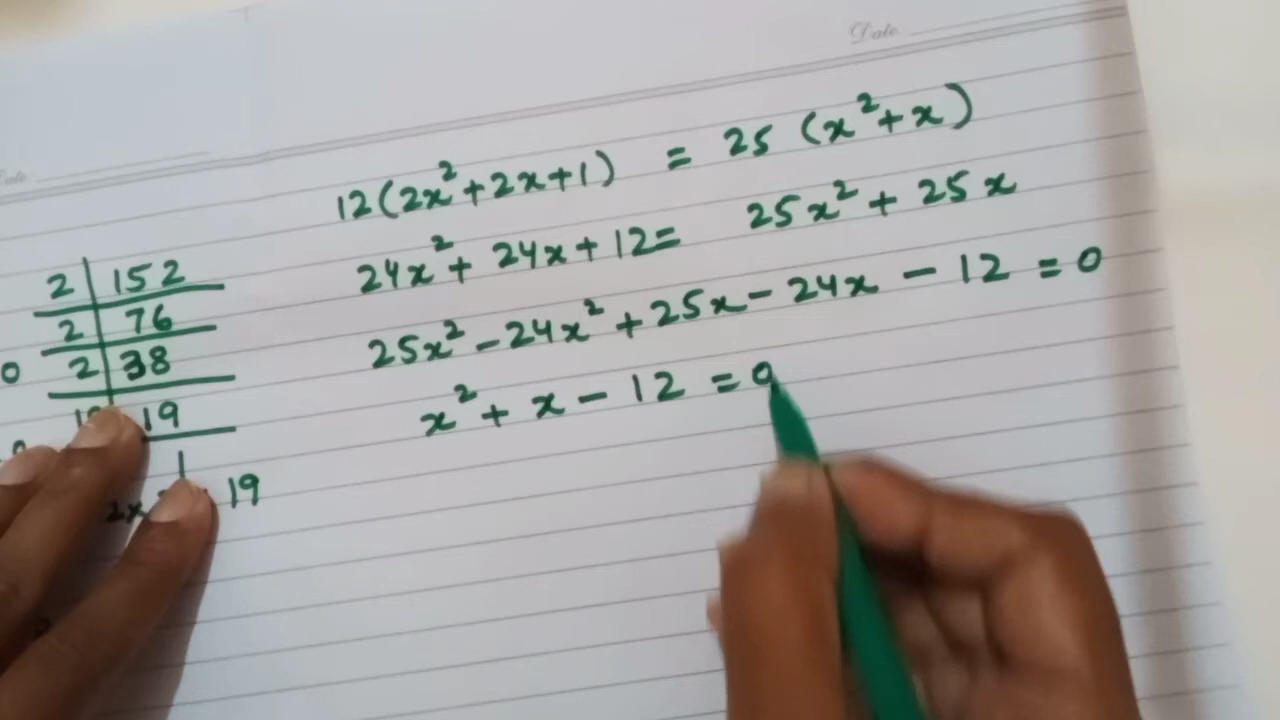 Date
12(2x²+2x+1) = 25 (x²+x)
24x²+ 24x+12= 25x²+ 25x
25x²-24x²+25x-24x - 12 = 0
x²+ x - 12 = 0
2 152
2 76
2 38
19
1
19